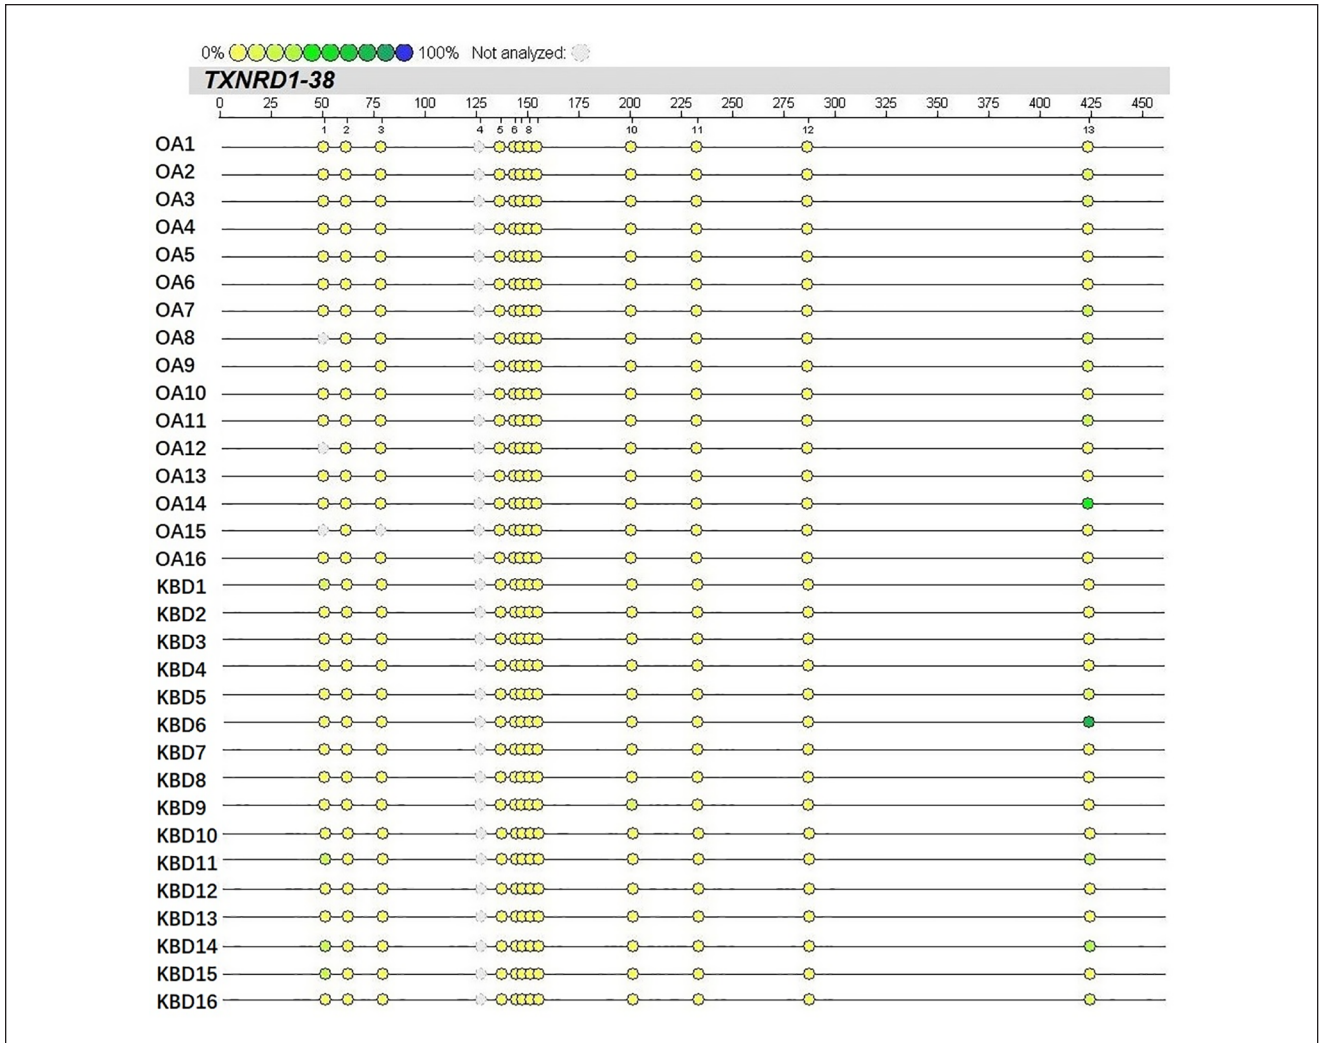 0% 100% Not analyzed:
TXNRD1-38
0 25 50 75 100 125 150 175 200 225 250 275 300 325 350 375 400 425 450
1 2 3 4 5 6 8 10 11 12 13
OA1
OA2
OA3
OA4
OA5
OA6
OA7
OA8
OA9
OA10
OA11
OA12
OA13
OA14
OA15
OA16
KBD1
KBD2
KBD3
KBD4
KBD5
KBD6
KBD7
KBD8
KBD9
KBD10
KBD11
KBD12
KBD13
KBD14
KBD15
KBD16